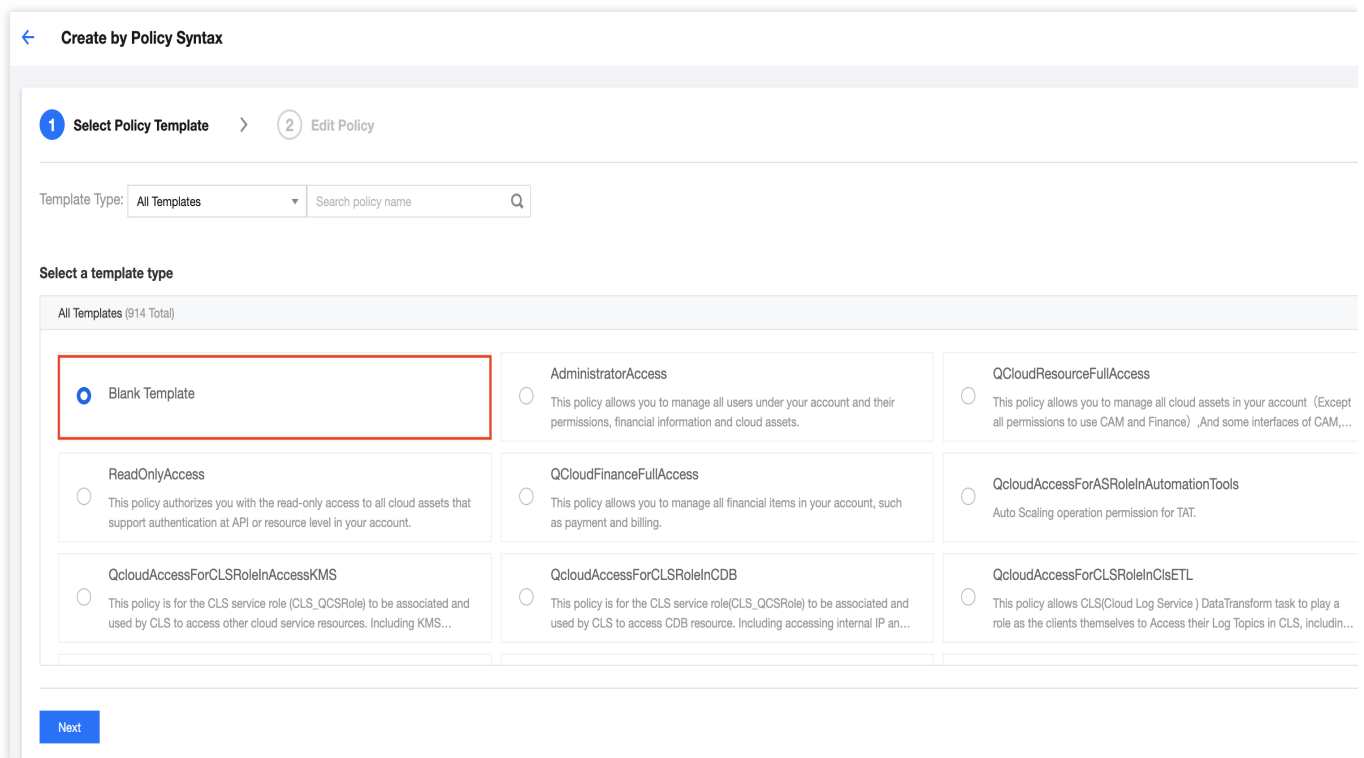 Create by Policy Syntax
1 Select Policy Template 2 Edit Policy
Template Type: All Templates Search policy name
Select a template type
All Templates (914 Total)
Blank Template
AdministratorAccess
This policy allows you to manage all users under your account and their
permissions, financial information and cloud assets.
QCloudResourceFullAccess
This policy allows you to manage all cloud assets in your account（Except
all permissions to use CAM and Finance）,And some interfaces of CAM,...
ReadOnlyAccess
This policy authorizes you with the read-only access to all cloud assets that
support authentication at API or resource level in your account.
QCloudFinanceFullAccess
This policy allows you to manage all financial items in your account, such
as payment and billing.
QcloudAccessForASRoleInAutomationTools
Auto Scaling operation permission for TAT.
QcloudAccessForCLSRoleInAccessKMS
This policy is for the CLS service role (CLS_QCSRole) to be associated and
used by CLS to access other cloud service resources. Including KMS...
QcloudAccessForCLSRoleInCDB
This policy is for the CLS service role(CLS_QCSRole) to be associated and
used by CLS to access CDB resource. Including accessing internal IP an...
QcloudAccessForCLSRoleInClsETL
This policy allows CLS(Cloud Log Service ) DataTransform task to play a
role as the clients themselves to Access their Log Topics in CLS, includin...
Next